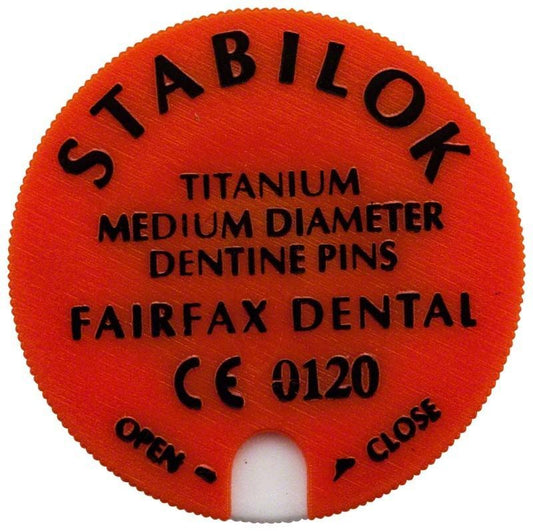 STABILOK
TITANIUM
MEDIUM DIAMETER
DENTINE PINS
FAIRFAX DENTAL
CE 0120
OPEN CLOSE